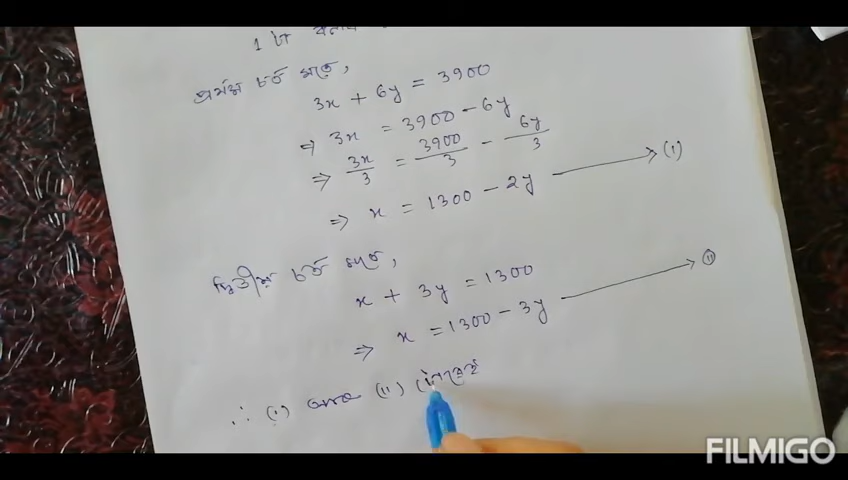 1 টা
প্ৰথম চৰ্ত মতে,
3x + 6y = 3900
⇒ 3x = 3900 - 6y
⇒ 3x/3 = 3900/3 - 6y/3
⇒ x = 1300 - 2y ⟶ (I)
দ্বিতীয় চৰ্ত মতে,
x + 3y = 1300
⇒ x = 1300 - 3y ⟶ (II)
∴ (I) আৰু (II)
FILMIGO